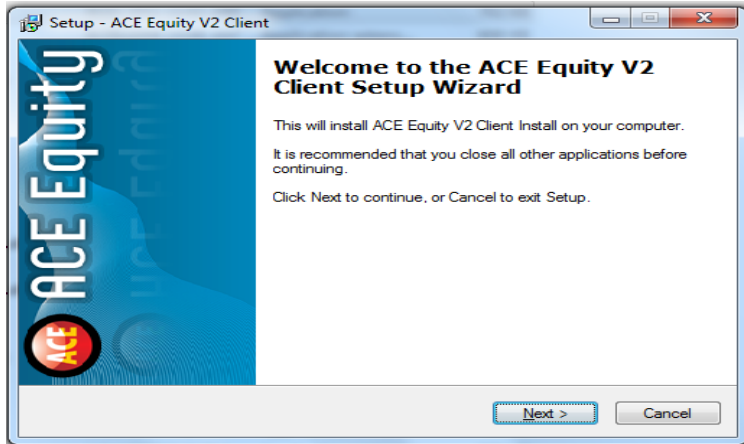 Setup - ACE Equity V2 Client
ACE Equity
ACE
Welcome to the ACE Equity V2
Client Setup Wizard
This will install ACE Equity V2 Client Install on your computer.
It is recommended that you close all other applications before
continuing.
Click Next to continue, or Cancel to exit Setup.
Next >
Cancel